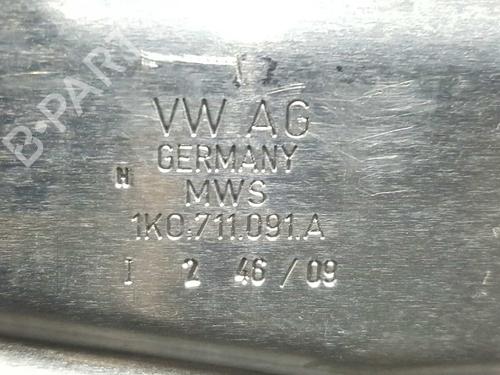 B-PARTS
VW AG
GERMANY
N
MWS
1K0.711.091.A
I 2 46/09